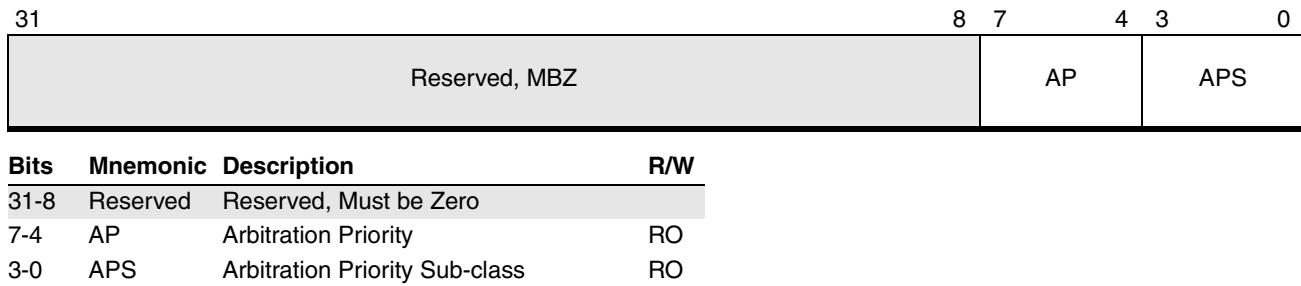 31 8 7 4 3 0
Reserved, MBZ AP APS
Bits Mnemonic Description R/W
31-8 Reserved Reserved, Must be Zero
7-4 AP Arbitration Priority RO
3-0 APS Arbitration Priority Sub-class RO